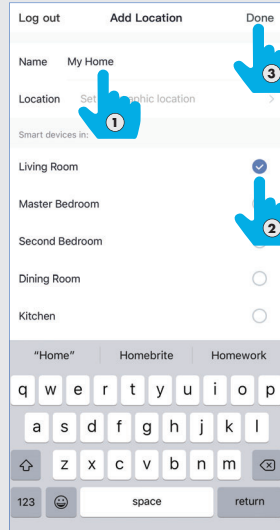 Log out Add Location Done
Name My Home
3
Location Set geographic location >
1
Smart devices in:
Living Room
2
Master Bedroom
Second Bedroom
Dining Room
Kitchen
"Home" Homebrite Homework
q w e r t y u i o p
a s d f g h j k l
z x c v b n m
123 space return